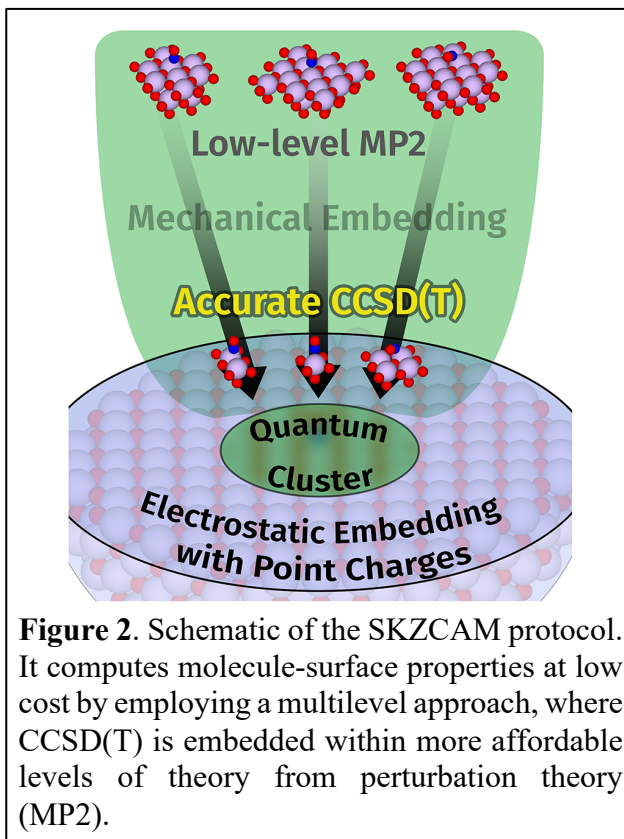 Low-level MP2
Mechanical Embedding
Accurate CCSD(T)
Quantum
Cluster
Electrostatic Embedding
with Point Charges
Figure 2. Schematic of the SKZCAM protocol.
It computes molecule-surface properties at low
cost by employing a multilevel approach, where
CCSD(T) is embedded within more affordable
levels of theory from perturbation theory
(MP2).